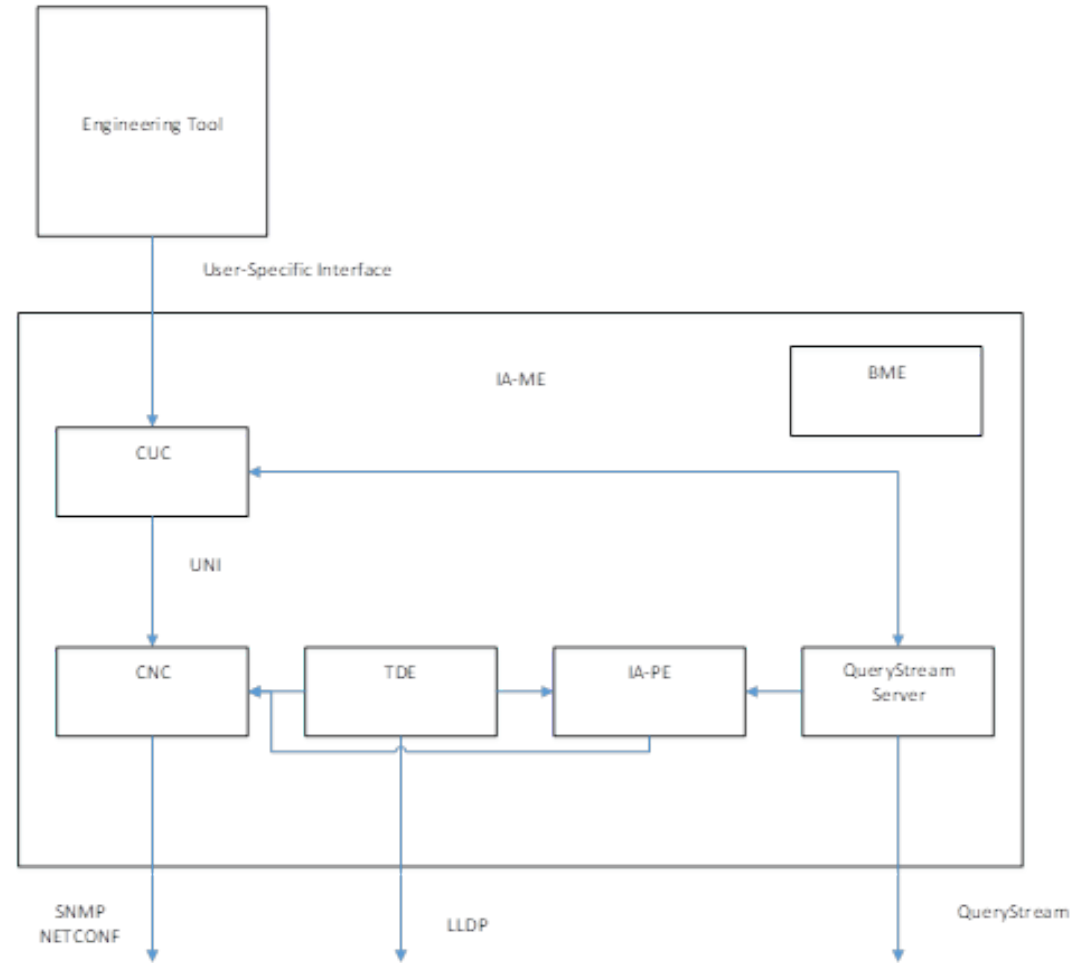 Engineering Tool
User-Specific Interface
IA-ME
BME
CUC
UNI
CNC
TDE
IA-PE
QueryStream
Server
SNMP
NETCONF
LLDP
QueryStream